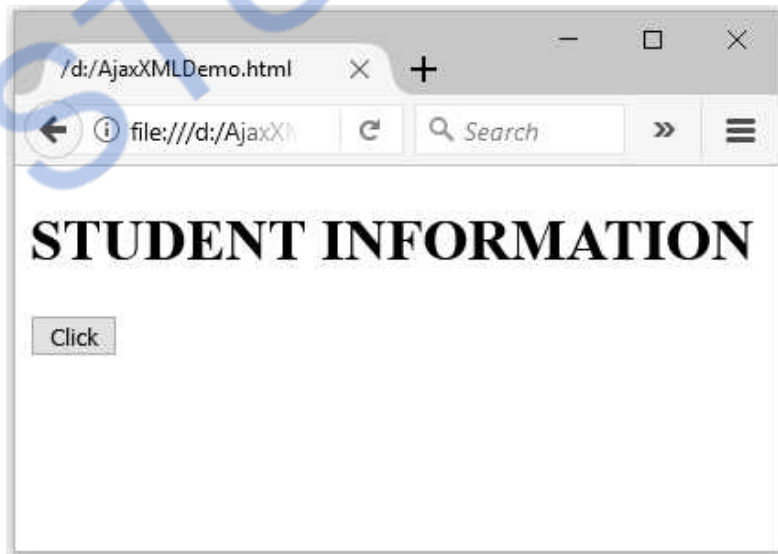 /d:/AjaxXMLDemo.html
file:///d:/AjaxX
Search
STUDENT INFORMATION
Click